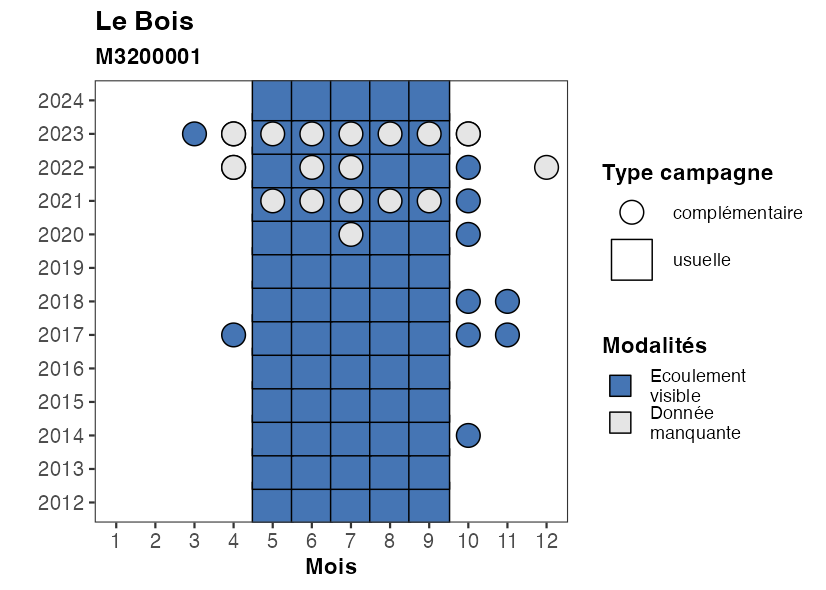 Le Bois
M3200001
2024
2023
2022
2021
2020
2019
2018
2017
2016
2015
2014
2013
2012
1 2 3 4 5 6 7 8 9 10 11 12
Mois
Type campagne
complémentaire
usuelle
Modalités
Ecoulement
visible
Donnée
manquante